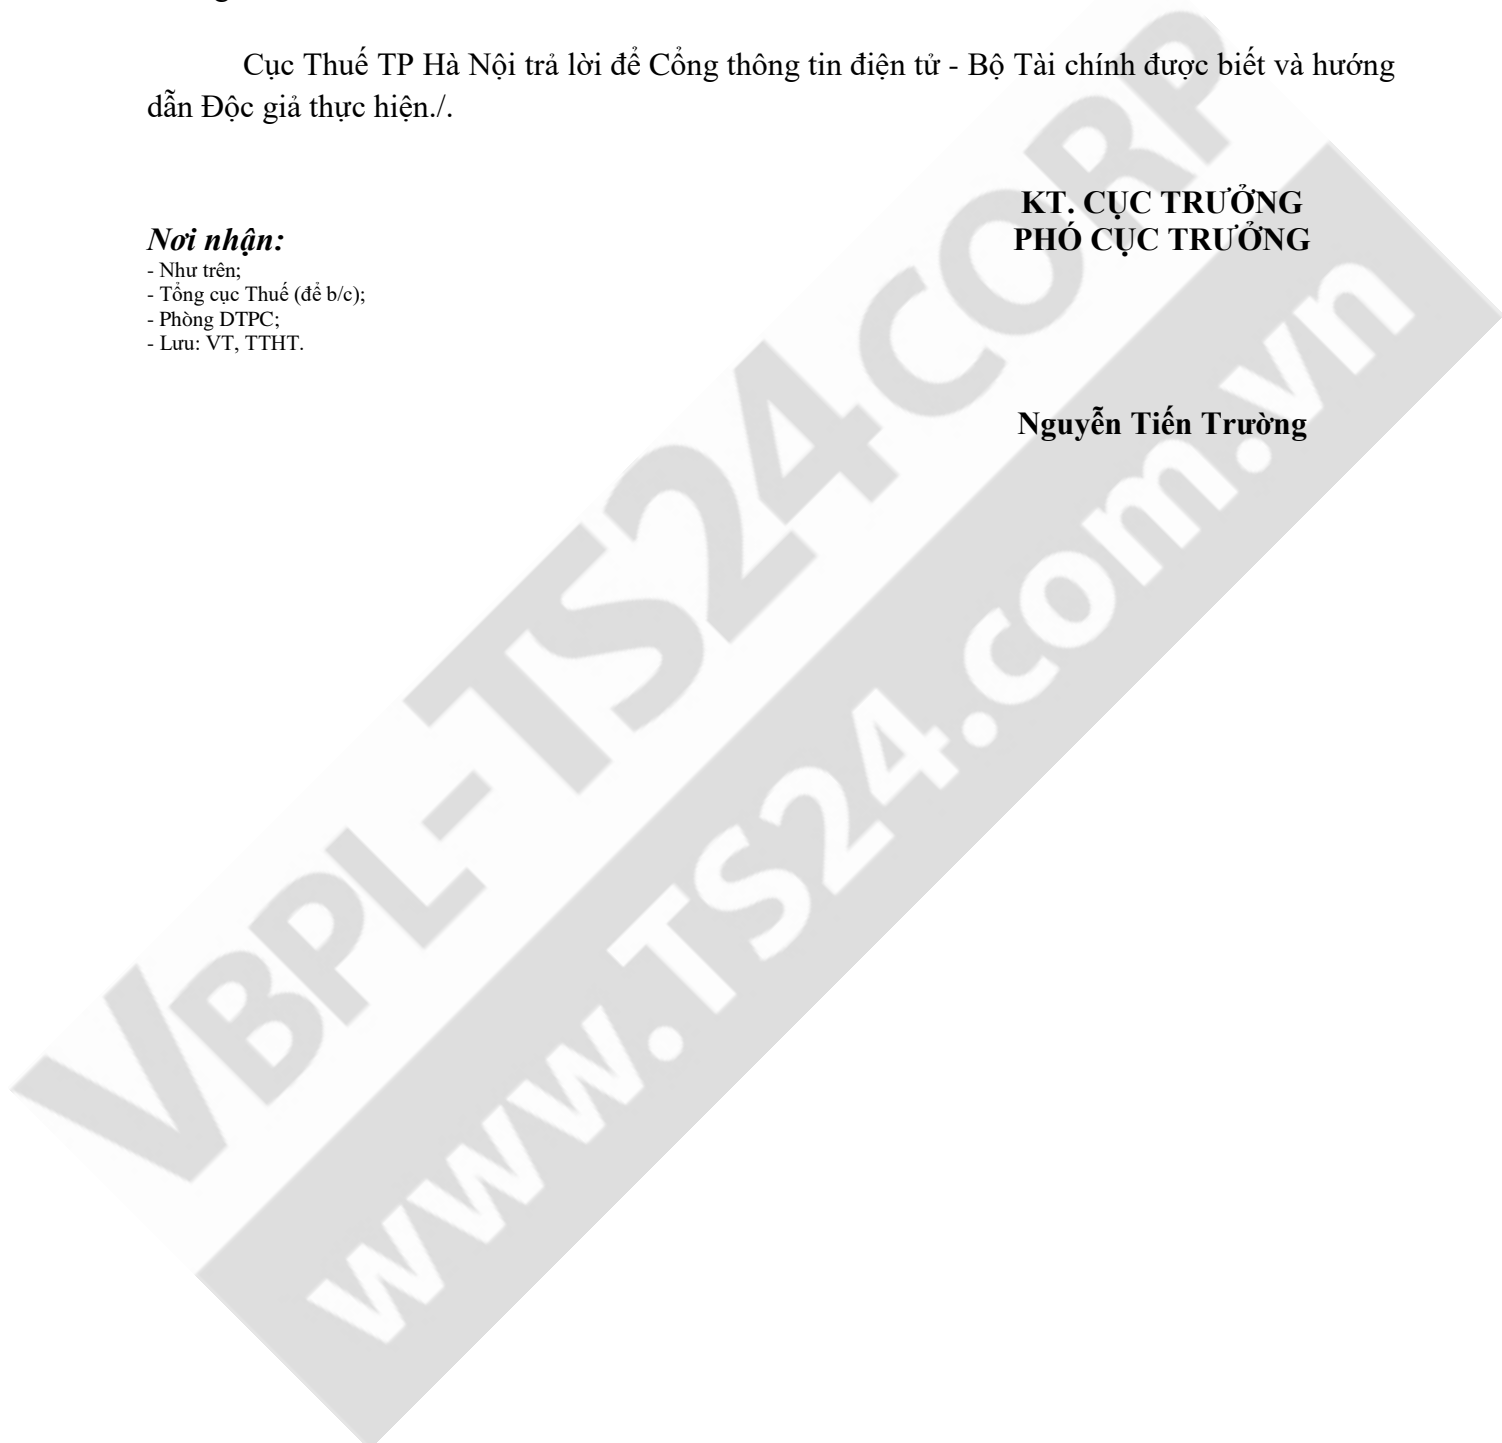 Cục Thuế TP Hà Nội trả lời để Cổng thông tin điện tử - Bộ Tài chính được biết và hướng
dẫn Độc giả thực hiện./.
KT. CỤC TRƯỞNG
PHÓ CỤC TRƯỞNG
Nơi nhận:
- Như trên;
- Tổng cục Thuế (để b/c);
- Phòng DTPC;
- Lưu: VT, TTHT.
Nguyễn Tiến Trường
VBPL-TS24CORP
www.TS24.com.vn